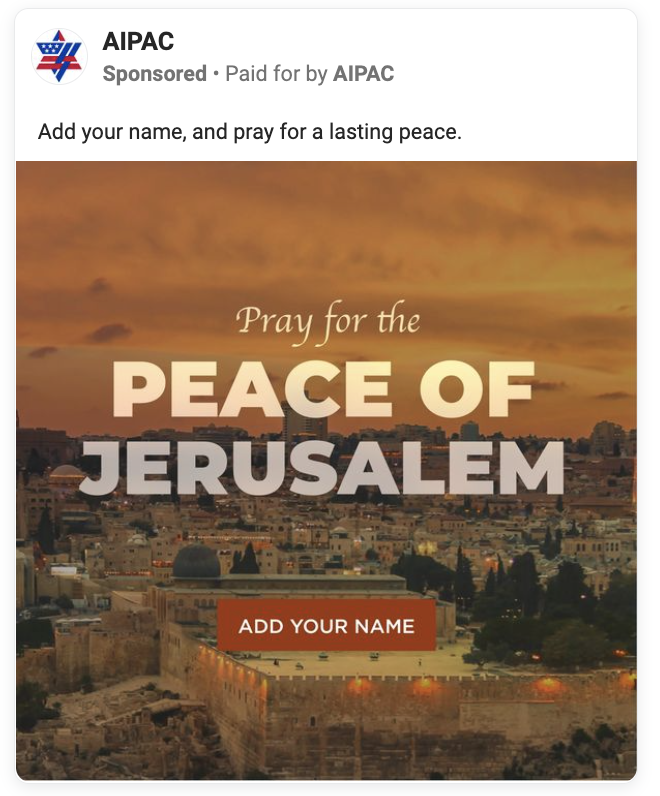 AIPAC
Sponsored • Paid for by AIPAC
Add your name, and pray for a lasting peace.
Pray for the
PEACE OF
JERUSALEM
ADD YOUR NAME